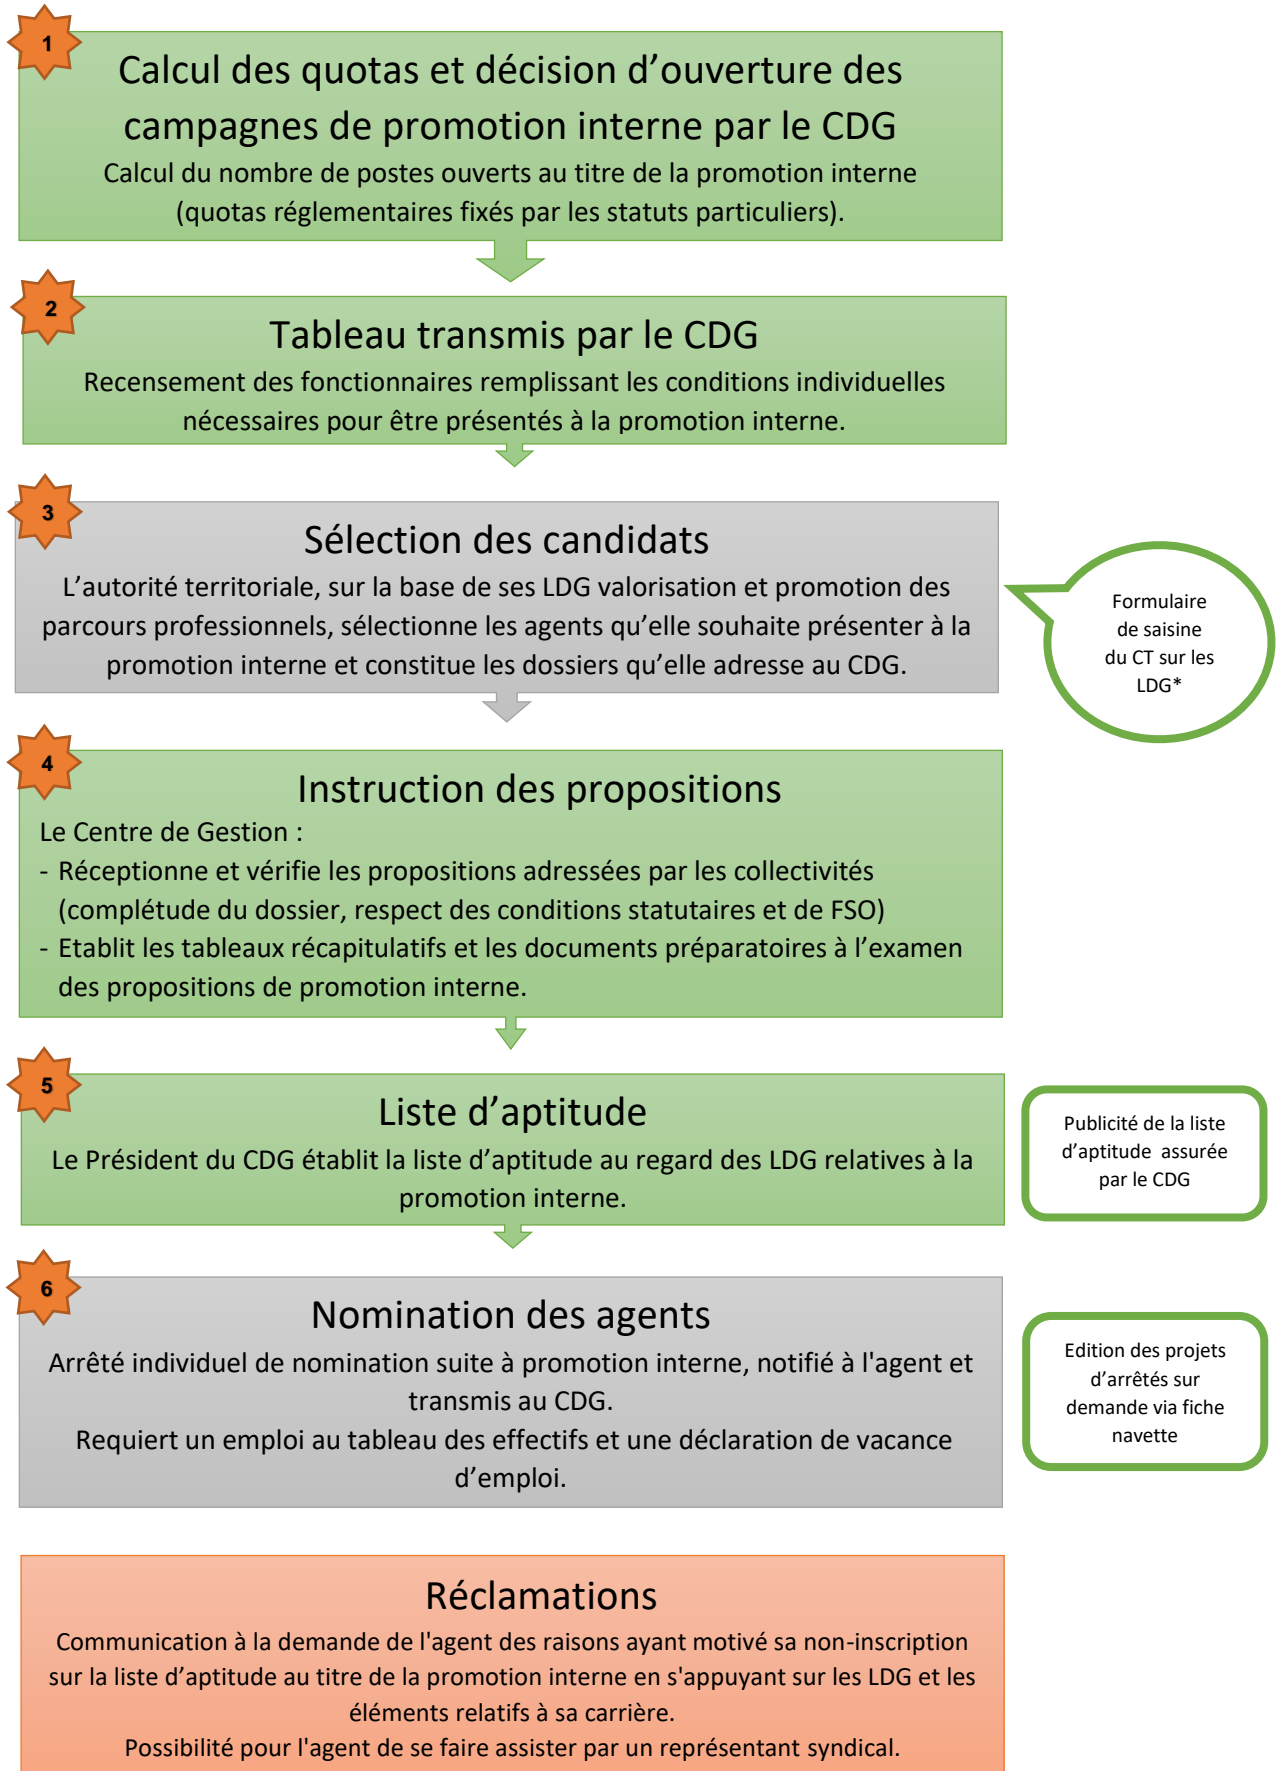 1
Calcul des quotas et décision d’ouverture des
campagnes de promotion interne par le CDG
Calcul du nombre de postes ouverts au titre de la promotion interne
(quotas réglementaires fixés par les statuts particuliers).
2
Tableau transmis par le CDG
Recensement des fonctionnaires remplissant les conditions individuelles
nécessaires pour être présentés à la promotion interne.
3
Sélection des candidats
L’autorité territoriale, sur la base de ses LDG valorisation et promotion des
parcours professionnels, sélectionne les agents qu’elle souhaite présenter à la
promotion interne et constitue les dossiers qu’elle adresse au CDG.
Formulaire
de saisine
du CT sur les
LDG*
4
Instruction des propositions
Le Centre de Gestion :
- Réceptionne et vérifie les propositions adressées par les collectivités
(complétude du dossier, respect des conditions statutaires et de FSO)
- Etablit les tableaux récapitulatifs et les documents préparatoires à l’examen
des propositions de promotion interne.
5
Liste d’aptitude
Le Président du CDG établit la liste d’aptitude au regard des LDG relatives à la
promotion interne.
Publicité de la liste
d’aptitude assurée
par le CDG
6
Nomination des agents
Arrêté individuel de nomination suite à promotion interne, notifié à l'agent et
transmis au CDG.
Requiert un emploi au tableau des effectifs et une déclaration de vacance
d’emploi.
Edition des projets
d’arrêtés sur
demande via fiche
navette
Réclamations
Communication à la demande de l'agent des raisons ayant motivé sa non-inscription
sur la liste d’aptitude au titre de la promotion interne en s'appuyant sur les LDG et les
éléments relatifs à sa carrière.
Possibilité pour l'agent de se faire assister par un représentant syndical.